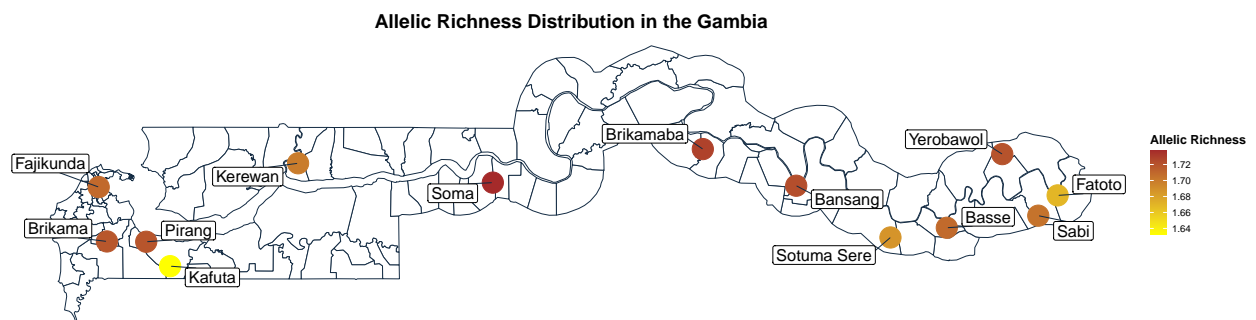 Allelic Richness Distribution in the Gambia
Brikamaba
Yerobawol
Allelic Richness
Fajikunda
Kerewan
Soma
Bansang
Fatoto
1.72
1.70
1.68
1.66
1.64
Brikama
Pirang
Basse
Sabi
Kafuta
Sotuma Sere